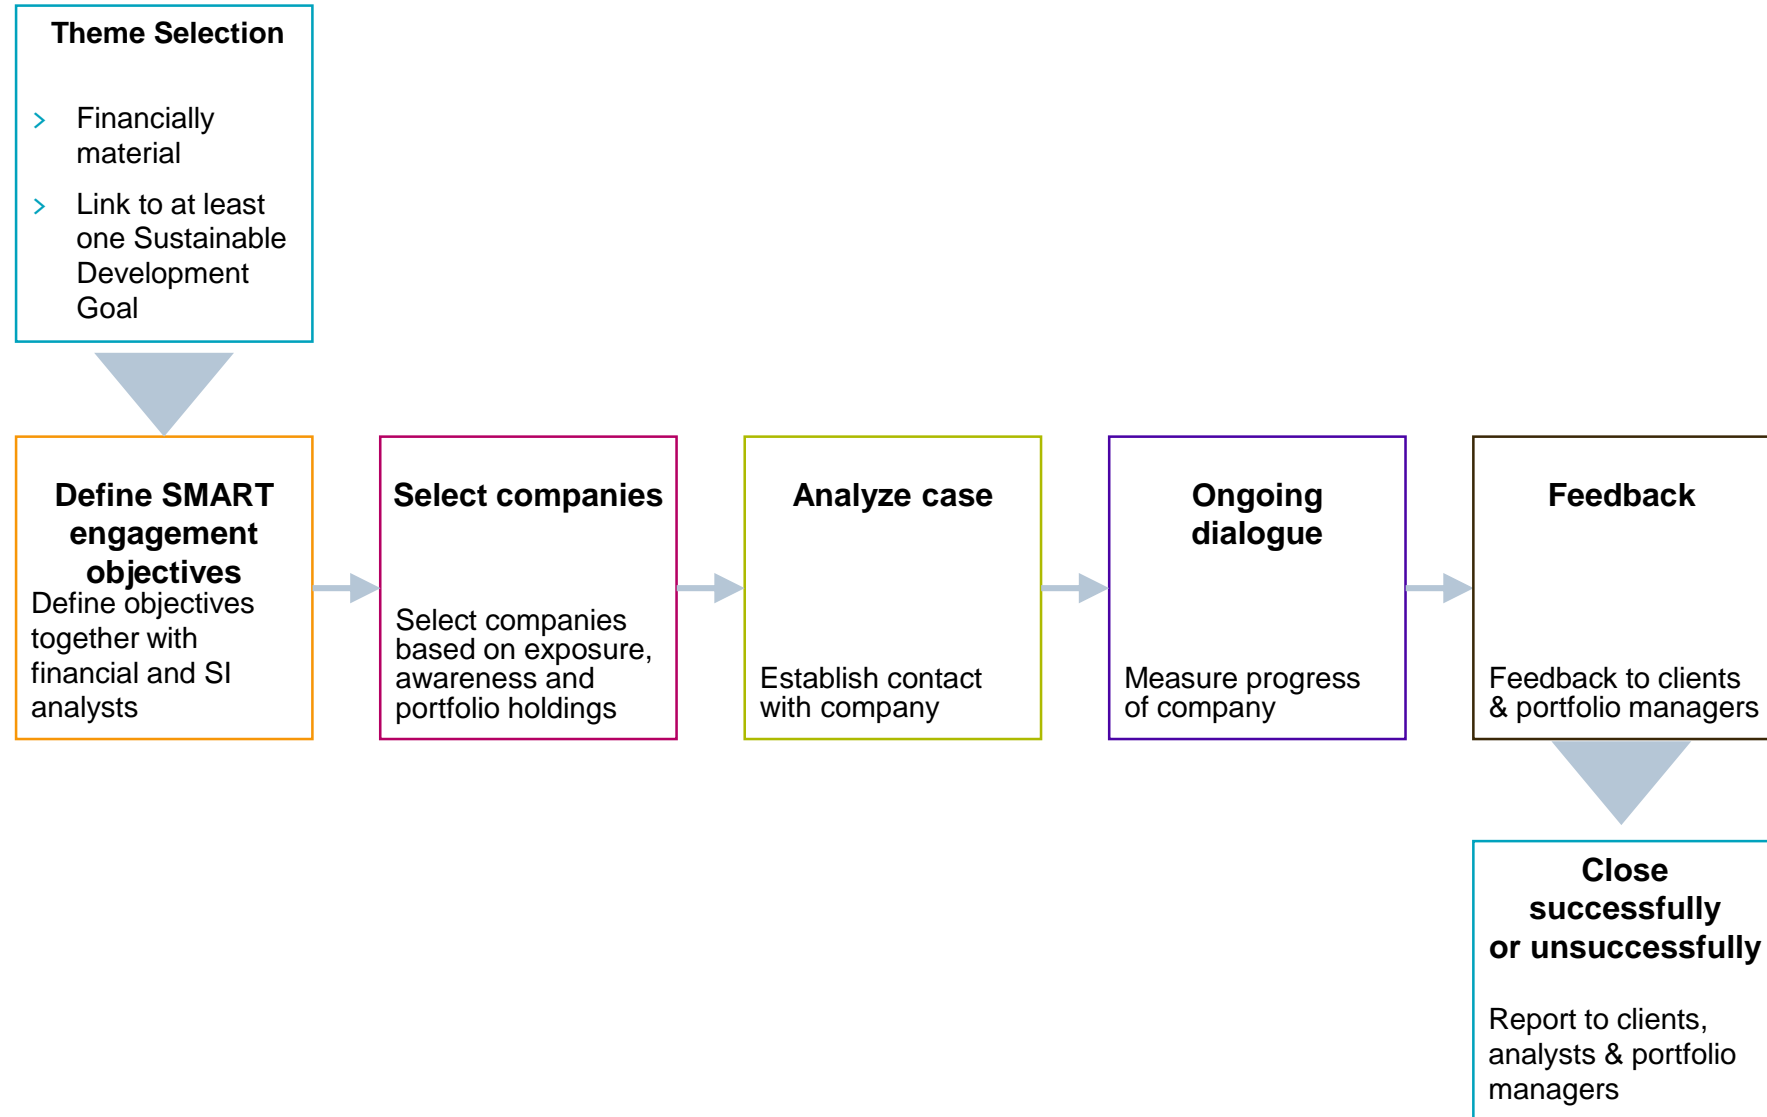 Theme Selection
> Financially
material
> Link to at least
one Sustainable
Development
Goal
Define SMART
engagement
objectives
Define objectives
together with
financial and SI
analysts
Select companies
Select companies
based on exposure,
awareness and
portfolio holdings
Analyze case
Establish contact
with company
Ongoing
dialogue
Measure progress
of company
Feedback
Feedback to clients
& portfolio managers
Close
successfully
or unsuccessfully
Report to clients,
analysts & portfolio
managers